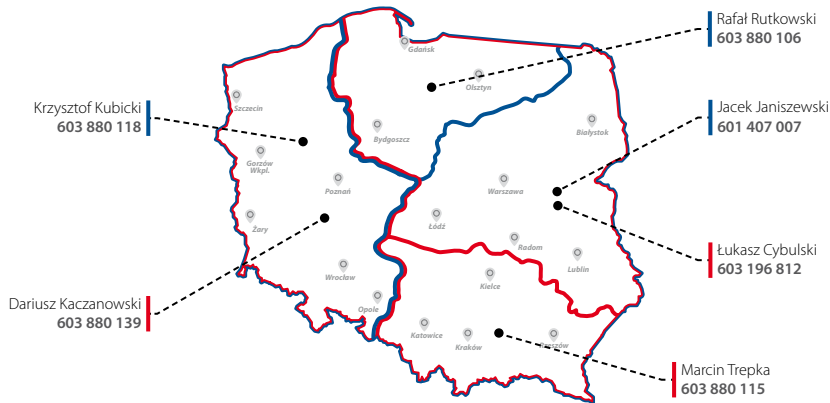 Rafał Rutkowski
603 880 106
Gdańsk
Olsztyn
Krzysztof Kubicki
603 880 118
Szczecin
Jacek Janiszewski
601 407 007
Bydgoszcz
Białystok
Gorzów
Wkpl.
Poznań
Warszawa
Żary
Łódź
Radom
Łukasz Cybulski
603 196 812
Lublin
Wrocław
Kielce
Dariusz Kaczanowski
603 880 139
Opole
Katowice
Kraków
Rzeszów
Marcin Trepka
603 880 115